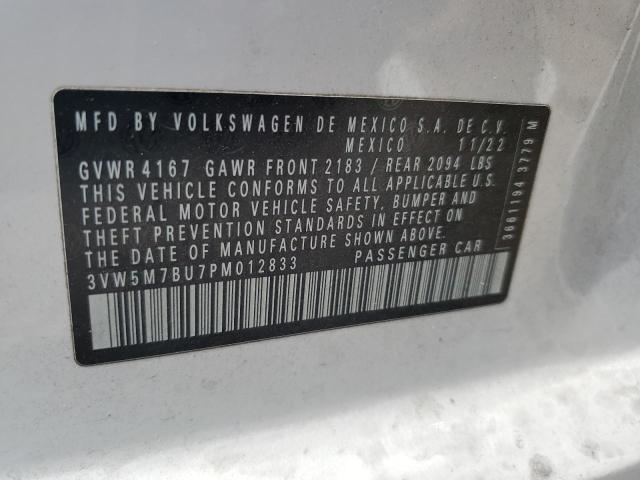 MFD BY VOLKSWAGEN DE MEXICO S.A. DE C.V.
MEXICO 11/22
GVWR 4167 GAWR FRONT 2183 / REAR 2094 LBS
THIS VEHICLE CONFORMS TO ALL APPLICABLE U.S.
FEDERAL MOTOR VEHICLE SAFETY, BUMPER AND
THEFT PREVENTION STANDARDS IN EFFECT ON
THE DATE OF MANUFACTURE SHOWN ABOVE.
3VW5M7BU7PM012833 PASSENGER CAR
3661194 3779 M